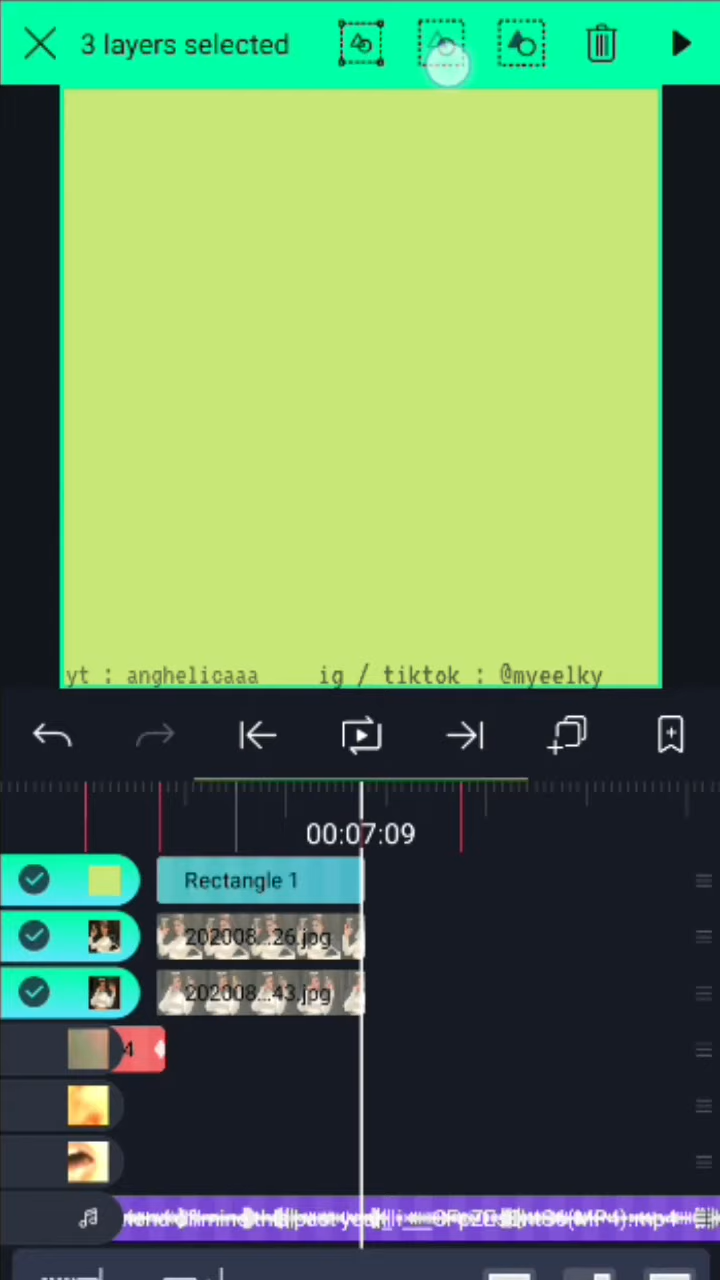 3 layers selected
yt : anghelicaaa ig / tiktok : @myeelky
00:07:09
Rectangle 1
202008...26.jpg
202008...43.jpg
4